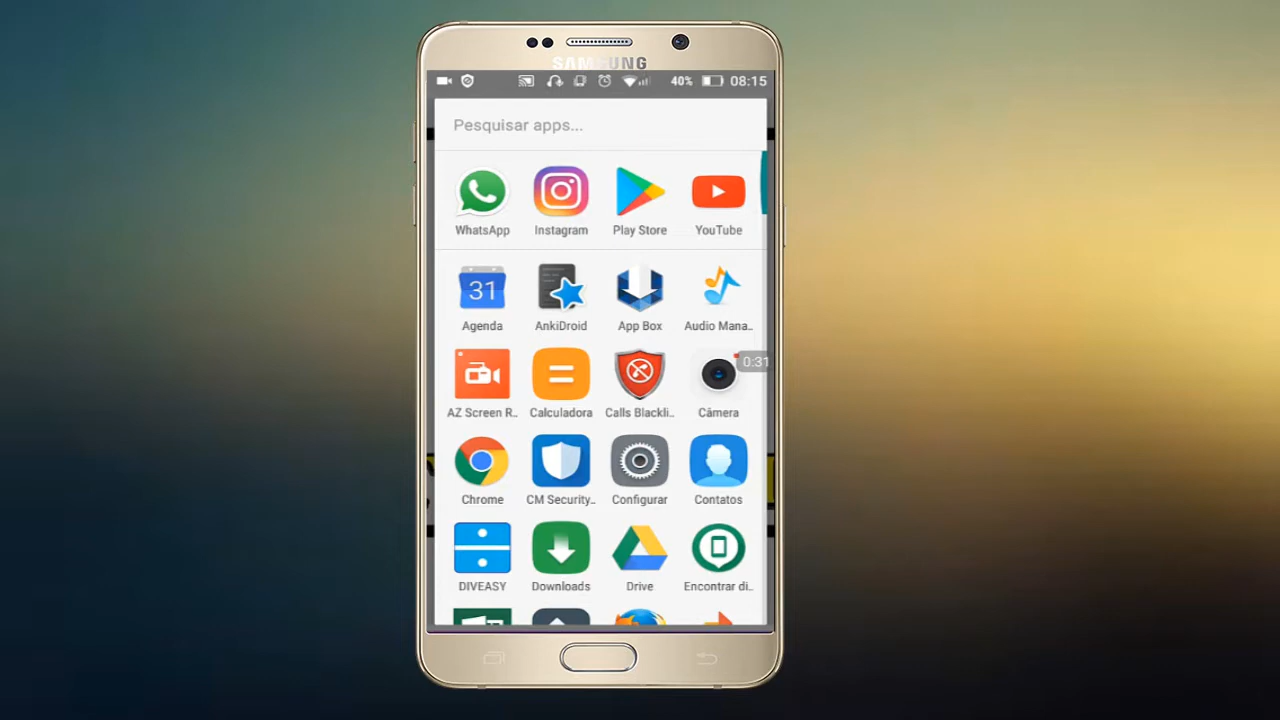 SAMSUNG
40% 08:15
Pesquisar apps...
WhatsApp Instagram Play Store YouTube
31
Agenda AnkiDroid App Box Audio Mana..
0:31
AZ Screen R.. Calculadora Calls Blackli.. Câmera
Chrome CM Security.. Configurar Contatos
DIVEASY Downloads Drive Encontrar di..